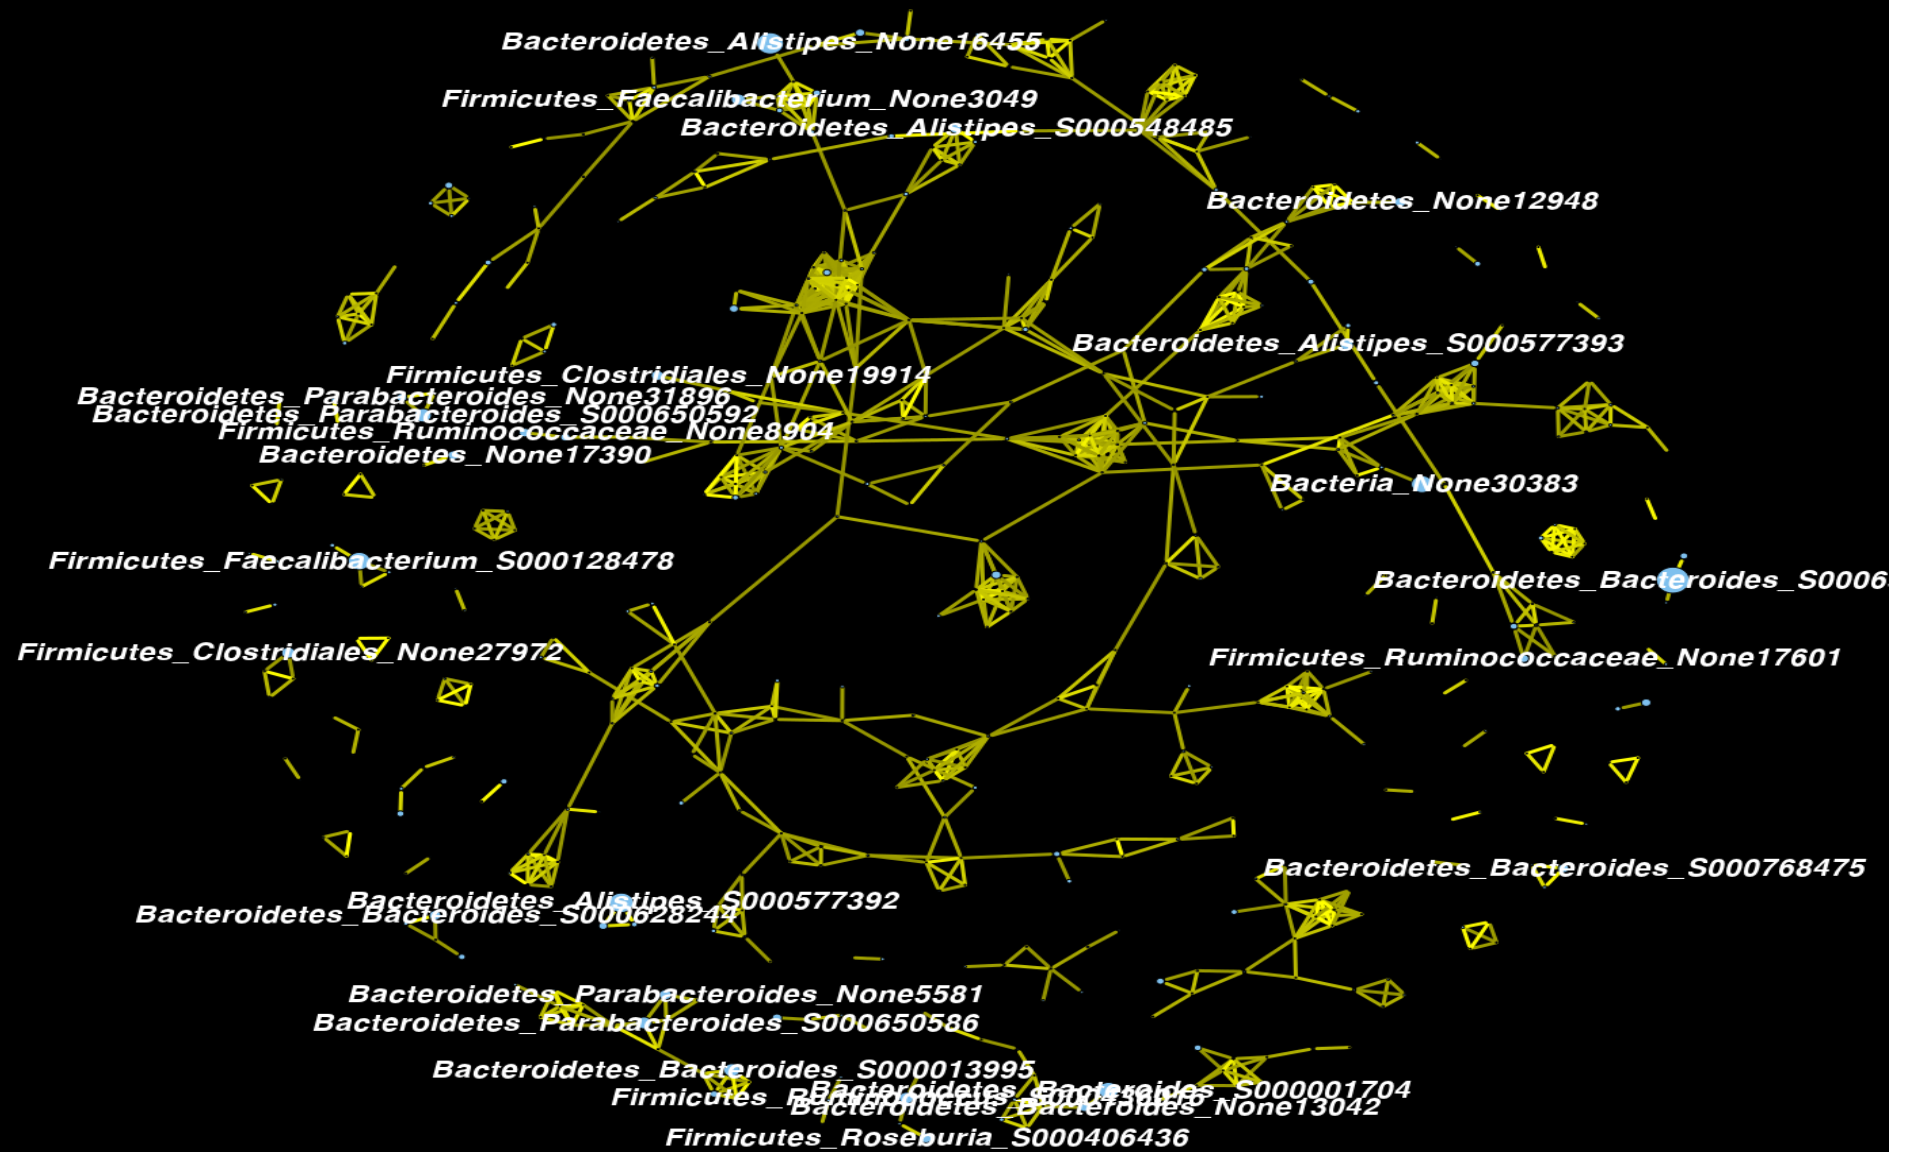 Bacteroidetes_Alistipes_None16455
Firmicutes_Faecalibacterium_None3049
Bacteroidetes_Alistipes_S000548485
Bacteroidetes_None12948
Bacteroidetes_Alistipes_S000577393
Firmicutes_Clostridiales_None19914
Bacteroidetes_Parabacteroides_None31896
Bacteroidetes_Parabacteroides_S000650592
Firmicutes_Ruminococcaceae_None8904
Bacteroidetes_None17390
Bacteria_None30383
Firmicutes_Faecalibacterium_S000128478
Bacteroidetes_Bacteroides_S0006
Firmicutes_Clostridiales_None27972
Firmicutes_Ruminococcaceae_None17601
Bacteroidetes_Bacteroides_S000768475
Bacteroidetes_Alistipes_S000577392
Bacteroidetes_Bacteroides_S000628244
Bacteroidetes_Parabacteroides_None5581
Bacteroidetes_Parabacteroides_S000650586
Bacteroidetes_Bacteroides_S000013995
Bacteroidetes_Bacteroides_S000001704
Bacteroidetes_Bacteroides_None13042
Firmicutes_Roseburia_S000406436